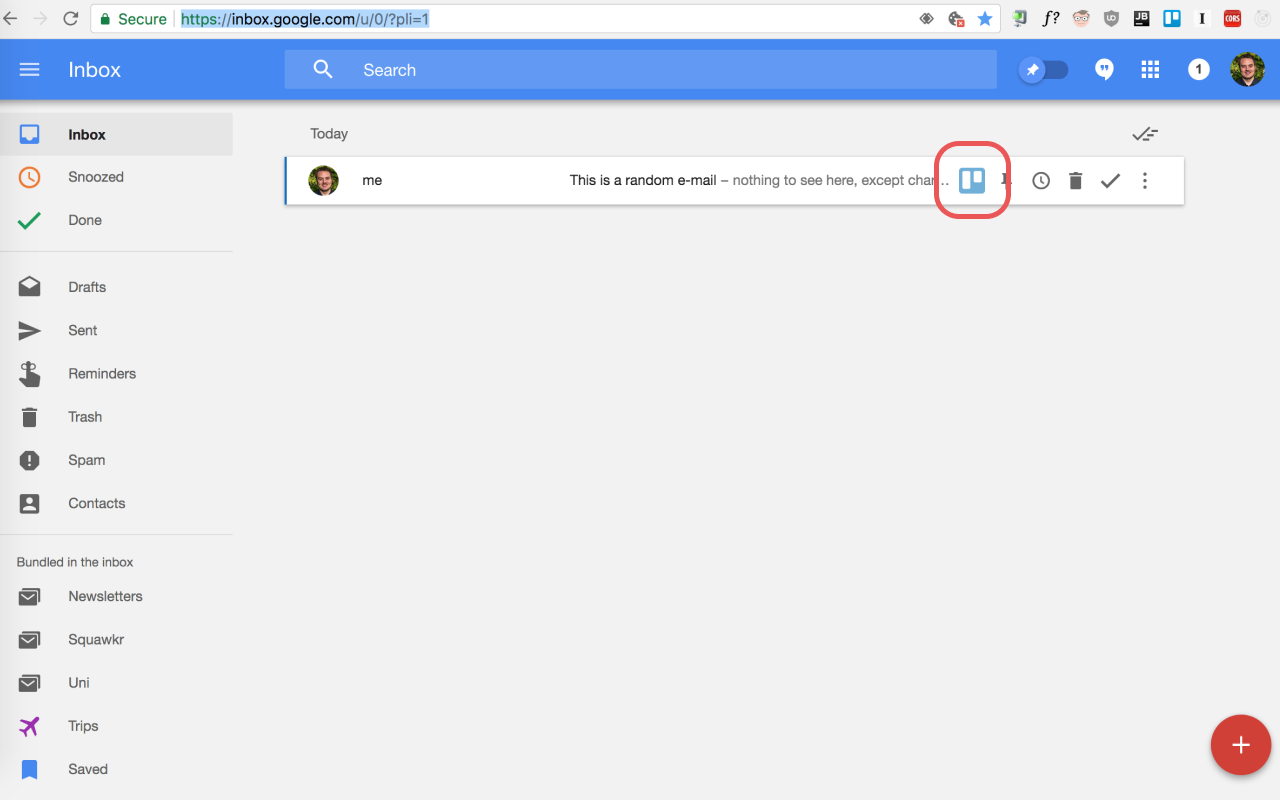 Secure https://inbox.google.com/u/0/?pli=1 f? UD JB I CORS
Inbox Search 1
Inbox
Snoozed
Done
Drafts
Sent
Reminders
Trash
Spam
Contacts
Bundled in the inbox
Newsletters
Squawkr
Uni
Trips
Saved
Today
me This is a random e-mail – nothing to see here, except char...